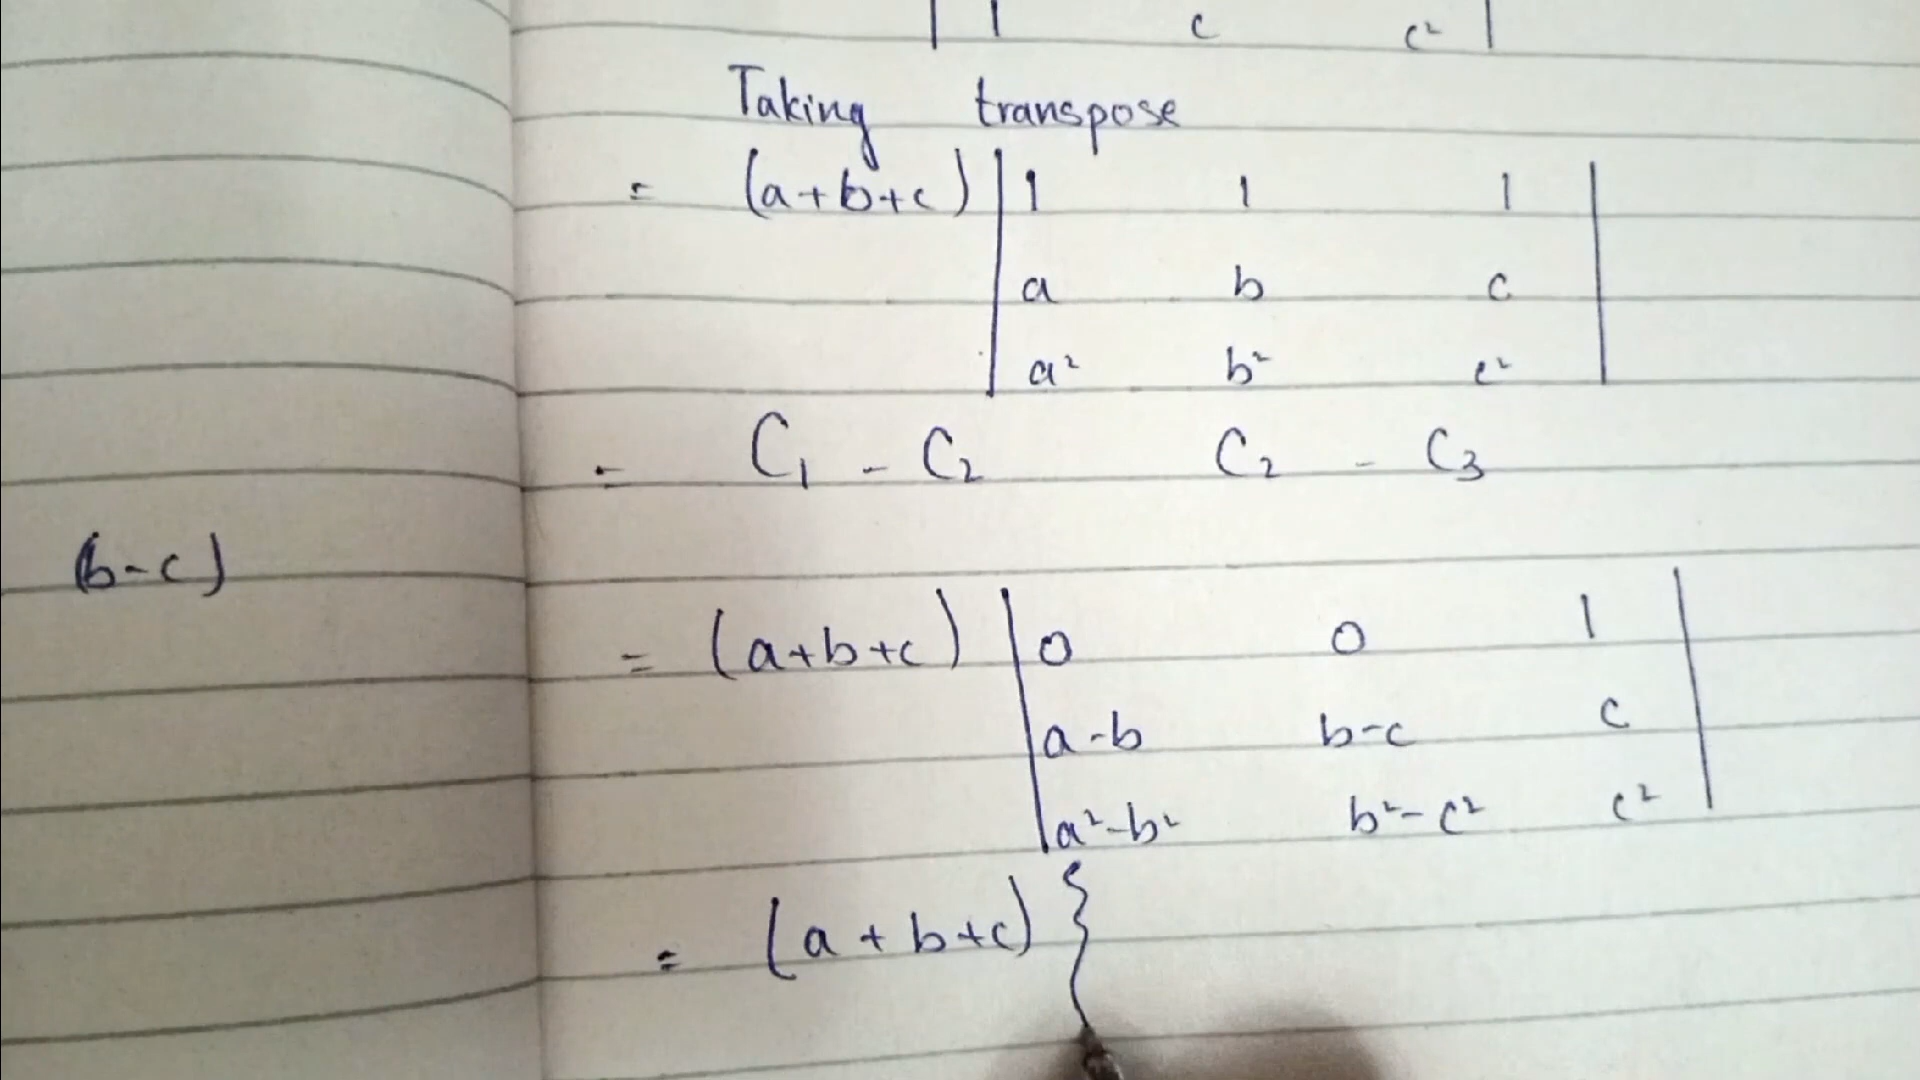 | 1 c c² |
Taking transpose
= (a+b+c) | 1 1 1 |
a b c
a² b² c²
= C₁ - C₂ C₂ - C₃
(b-c)
= (a+b+c) | 0 0 1 |
a-b b-c c
a²-b² b²-c² c²
= (a+b+c) {